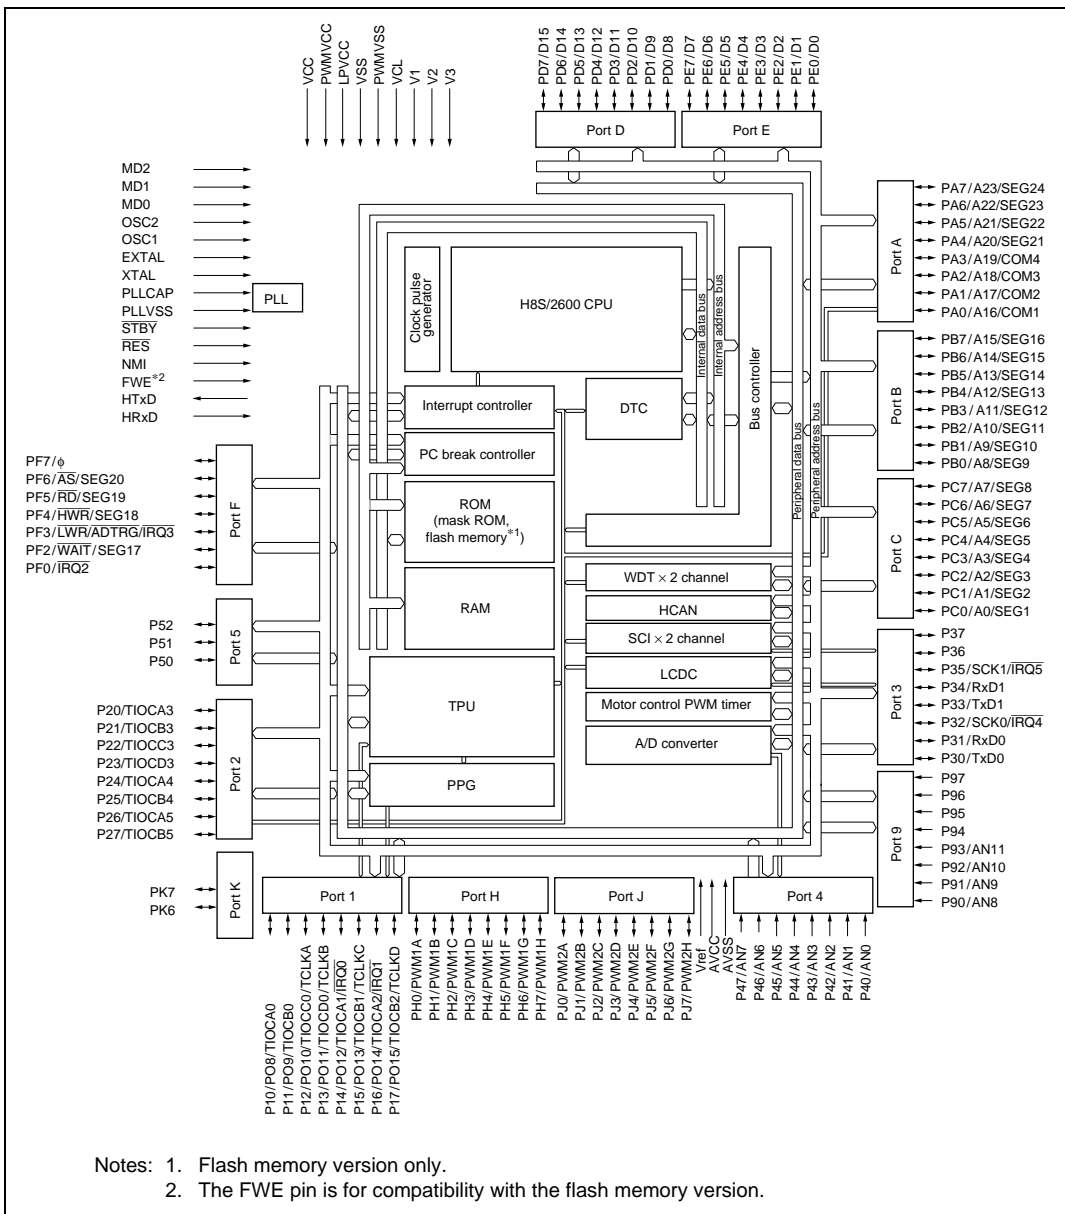 VCC
PWMVCC
LPVCC
VSS
PWMVSS
VCL
V1
V2
V3
PD7/D15
PD6/D14
PD5/D13
PD4/D12
PD3/D11
PD2/D10
PD1/D9
PD0/D8
PE7/D7
PE6/D6
PE5/D5
PE4/D4
PE3/D3
PE2/D2
PE1/D1
PE0/D0
Port D
Port E
MD2
MD1
MD0
OSC2
OSC1
EXTAL
XTAL
PLLCAP
PLLVSS
STBY
RES
NMI
FWE*2
HTxD
HRxD
PLL
Clock pulse
generator
H8S/2600 CPU
Internal data bus
Internal address bus
Bus controller
Peripheral data bus
Peripheral address bus
Interrupt controller
DTC
PC break controller
ROM
(mask ROM,
flash memory*1)
RAM
TPU
PPG
WDT × 2 channel
HCAN
SCI × 2 channel
LCDC
Motor control PWM timer
A/D converter
Port A
PA7/A23/SEG24
PA6/A22/SEG23
PA5/A21/SEG22
PA4/A20/SEG21
PA3/A19/COM4
PA2/A18/COM3
PA1/A17/COM2
PA0/A16/COM1
Port B
PB7/A15/SEG16
PB6/A14/SEG15
PB5/A13/SEG14
PB4/A12/SEG13
PB3/A11/SEG12
PB2/A10/SEG11
PB1/A9/SEG10
PB0/A8/SEG9
Port C
PC7/A7/SEG8
PC6/A6/SEG7
PC5/A5/SEG6
PC4/A4/SEG5
PC3/A3/SEG4
PC2/A2/SEG3
PC1/A1/SEG2
PC0/A0/SEG1
Port 3
P37
P36
P35/SCK1/IRQ5
P34/RxD1
P33/TxD1
P32/SCK0/IRQ4
P31/RxD0
P30/TxD0
Port 9
P97
P96
P95
P94
P93/AN11
P92/AN10
P91/AN9
P90/AN8
PF7/ϕ
PF6/AS/SEG20
PF5/RD/SEG19
PF4/HWR/SEG18
PF3/LWR/ADTRG/IRQ3
PF2/WAIT/SEG17
PF0/IRQ2
Port F
P52
P51
P50
Port 5
P20/TIOCA3
P21/TIOCB3
P22/TIOCC3
P23/TIOCD3
P24/TIOCA4
P25/TIOCB4
P26/TIOCA5
P27/TIOCB5
Port 2
PK7
PK6
Port K
Port 1
Port H
Port J
Port 4
P10/PO8/TIOCA0
P11/PO9/TIOCB0
P12/PO10/TIOCC0/TCLKA
P13/PO11/TIOCD0/TCLKB
P14/PO12/TIOCA1/IRQ0
P15/PO13/TIOCB1/TCLKC
P16/PO14/TIOCA2/IRQ1
P17/PO15/TIOCB2/TCLKD
PH0/PWM1A
PH1/PWM1B
PH2/PWM1C
PH3/PWM1D
PH4/PWM1E
PH5/PWM1F
PH6/PWM1G
PH7/PWM1H
PJ0/PWM2A
PJ1/PWM2B
PJ2/PWM2C
PJ3/PWM2D
PJ4/PWM2E
PJ5/PWM2F
PJ6/PWM2G
PJ7/PWM2H
Vref
AVCC
AVSS
P47/AN7
P46/AN6
P45/AN5
P44/AN4
P43/AN3
P42/AN2
P41/AN1
P40/AN0
Notes: 1. Flash memory version only.
2. The FWE pin is for compatibility with the flash memory version.